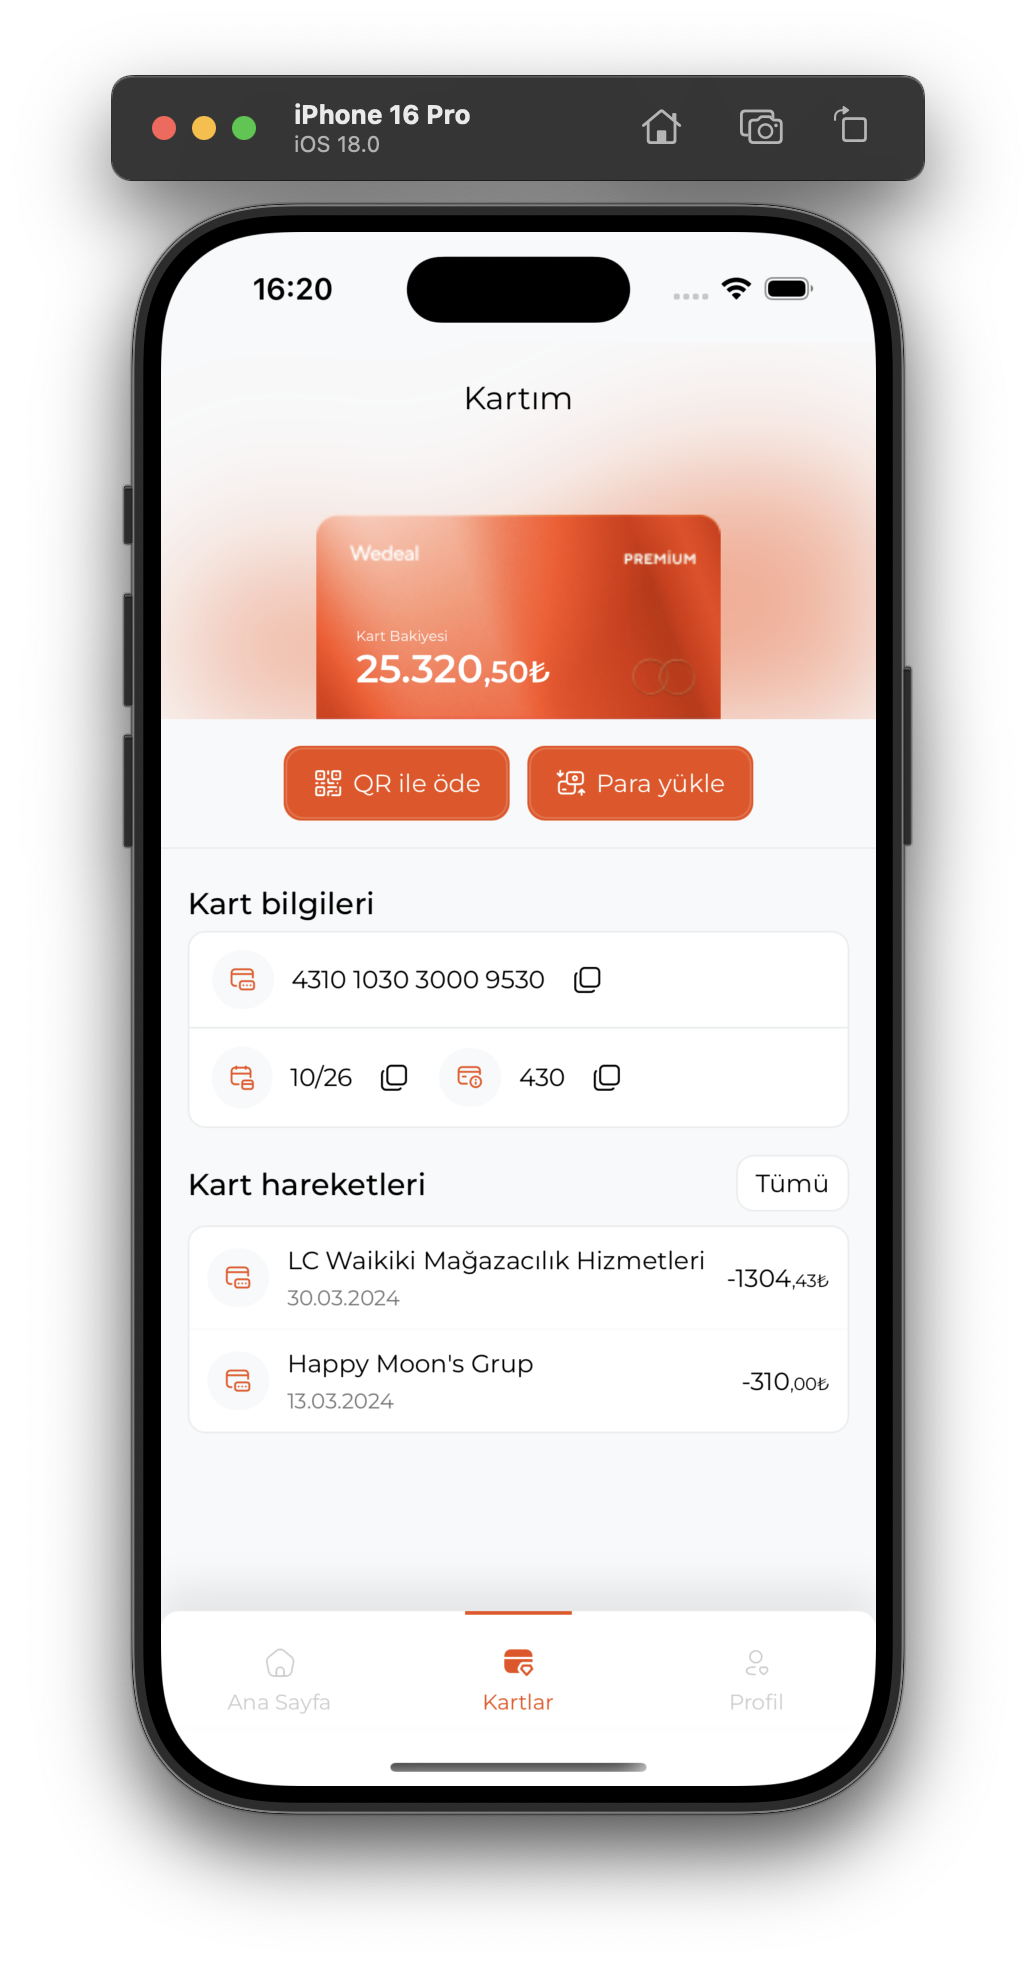 iPhone 16 Pro
iOS 18.0
16:20
Kartım
Wedeal
PREMİUM
Kart Bakiyesi
25.320,50₺
QR ile öde
Para yükle
Kart bilgileri
4310 1030 3000 9530
10/26
430
Kart hareketleri
Tümü
LC Waikiki Mağazacılık Hizmetleri
-1304,43₺
30.03.2024
Happy Moon's Grup
-310,00₺
13.03.2024
Ana Sayfa
Kartlar
Profil